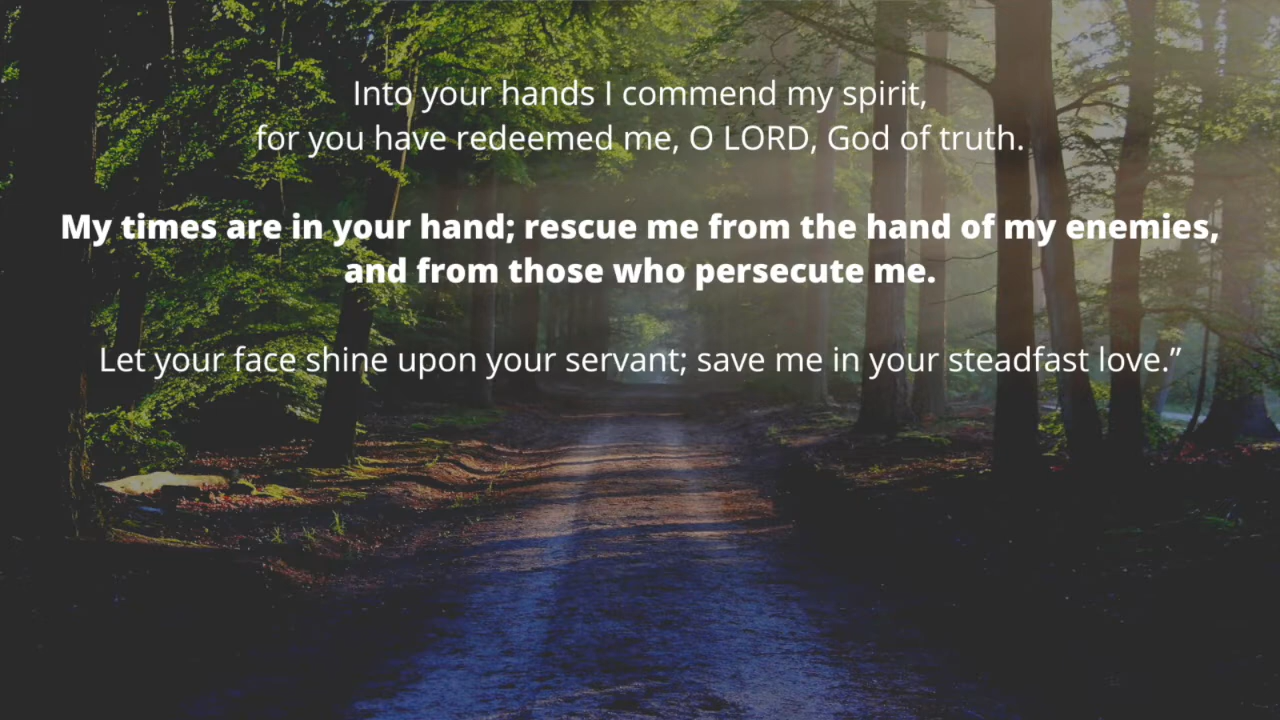 Into your hands I commend my spirit,
for you have redeemed me, O LORD, God of truth.
My times are in your hand; rescue me from the hand of my enemies,
and from those who persecute me.
Let your face shine upon your servant; save me in your steadfast love.”